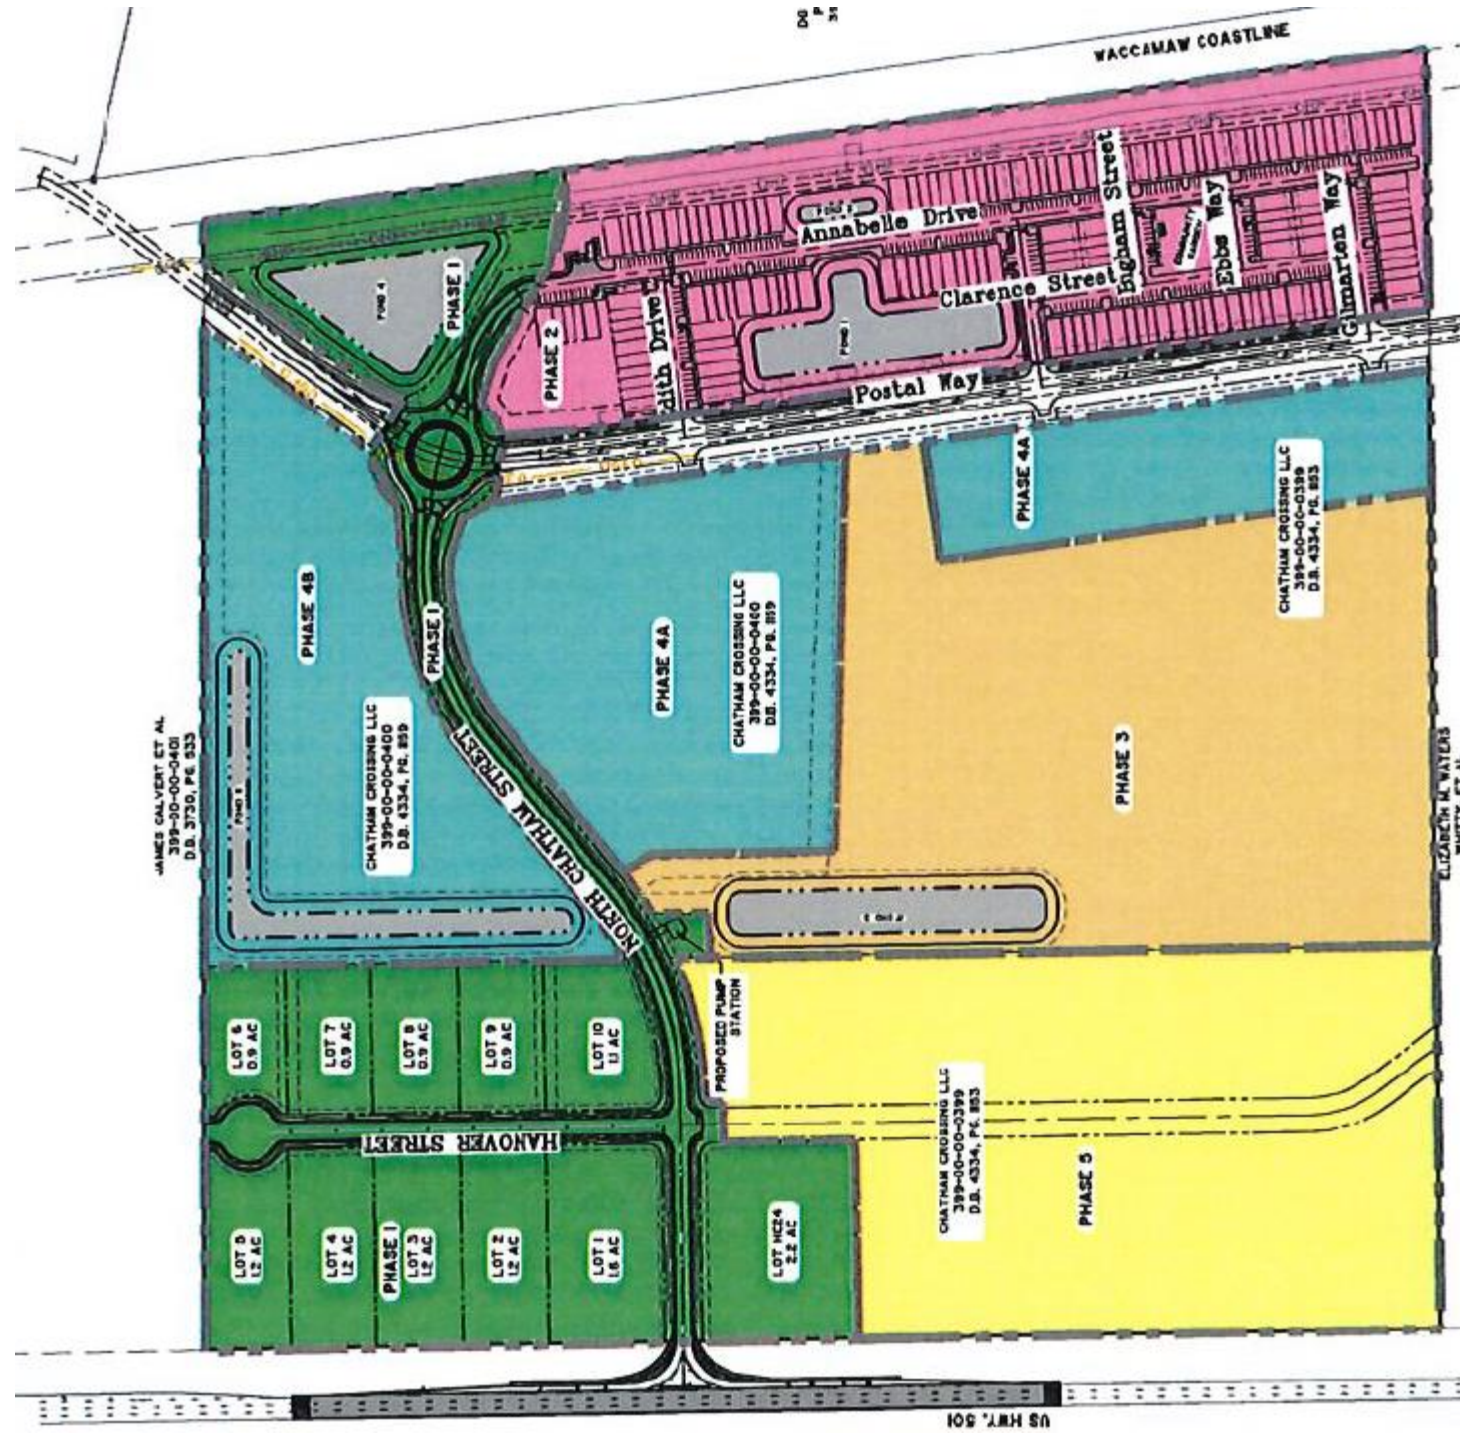 WACCAMAW COASTLINE
POND 4
PHASE 1
Annabelle Drive
Bigham Street
Ebbs Way
Gilmarten Way
Clarence Street
POND 1
PHASE 2
Postal Way
PHASE 4A
CHATHAM CROSSING LLC
399-00-00-0399
D.B. 4334, PG. 853
PHASE 4B
PHASE 1
PHASE 4A
CHATHAM CROSSING LLC
399-00-00-0400
D.B. 4334, PG. 859
CHATHAM CROSSING LLC
399-00-00-0400
D.B. 4334, PG. 859
JAMES CALVERT ET AL
399-00-00-0401
D.B. 3730, PG. 533
NORTH CHATHAM STREET
PHASE 3
ELIZABETH M. WATERS
PROPOSED PUMP
STATION
LOT 6
0.9 AC
LOT 7
0.9 AC
LOT 8
0.9 AC
LOT 9
0.9 AC
LOT 10
1.1 AC
HANOVER STREET
CHATHAM CROSSING LLC
399-00-00-0399
D.B. 4334, PG. 853
PHASE 5
LOT 5
1.2 AC
LOT 4
1.2 AC
PHASE 1
LOT 3
1.2 AC
LOT 2
1.2 AC
LOT 1
1.6 AC
LOT HC24
2.2 AC
US HWY. 501